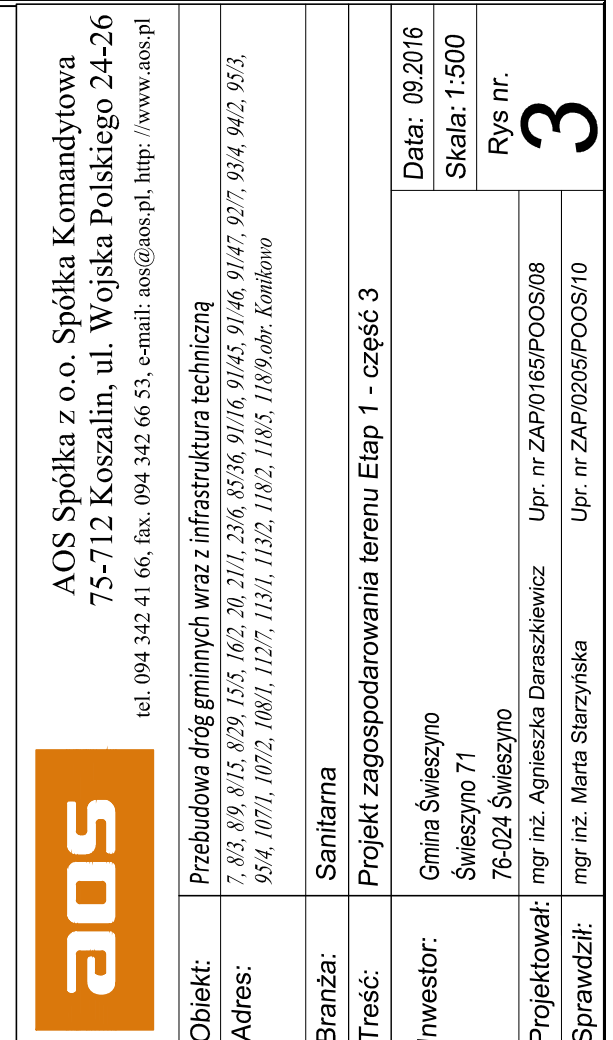 aos
AOS Spółka z o.o. Spółka Komandytowa
75-712 Koszalin, ul. Wojska Polskiego 24-26
tel. 094 342 41 66, fax. 094 342 66 53, e-mail: aos@aos.pl, http: //www.aos.pl
Obiekt: Przebudowa dróg gminnych wraz z infrastruktura techniczną
Adres: 7, 8/3, 8/9, 8/15, 8/29, 15/5, 16/2, 20, 21/1, 23/6, 85/36, 91/16, 91/45, 91/46, 91/47, 92/7, 93/4, 94/2, 95/3,
95/4, 107/1, 107/2, 108/1, 112/7, 113/1, 113/2, 118/2, 118/5, 118/9.obr. Konikowo
Branża: Sanitarna
Treść: Projekt zagospodarowania terenu Etap 1 - część 3
Inwestor: Gmina Świeszyno
Świeszyno 71
76-024 Świeszyno
Data: 09.2016
Skala: 1:500
Rys nr.
3
Projektował: mgr inż. Agnieszka Daraszkiewicz Upr. nr ZAP/0165/POOS/08
Sprawdził: mgr inż. Marta Starzyńska Upr. nr ZAP/0205/POOS/10